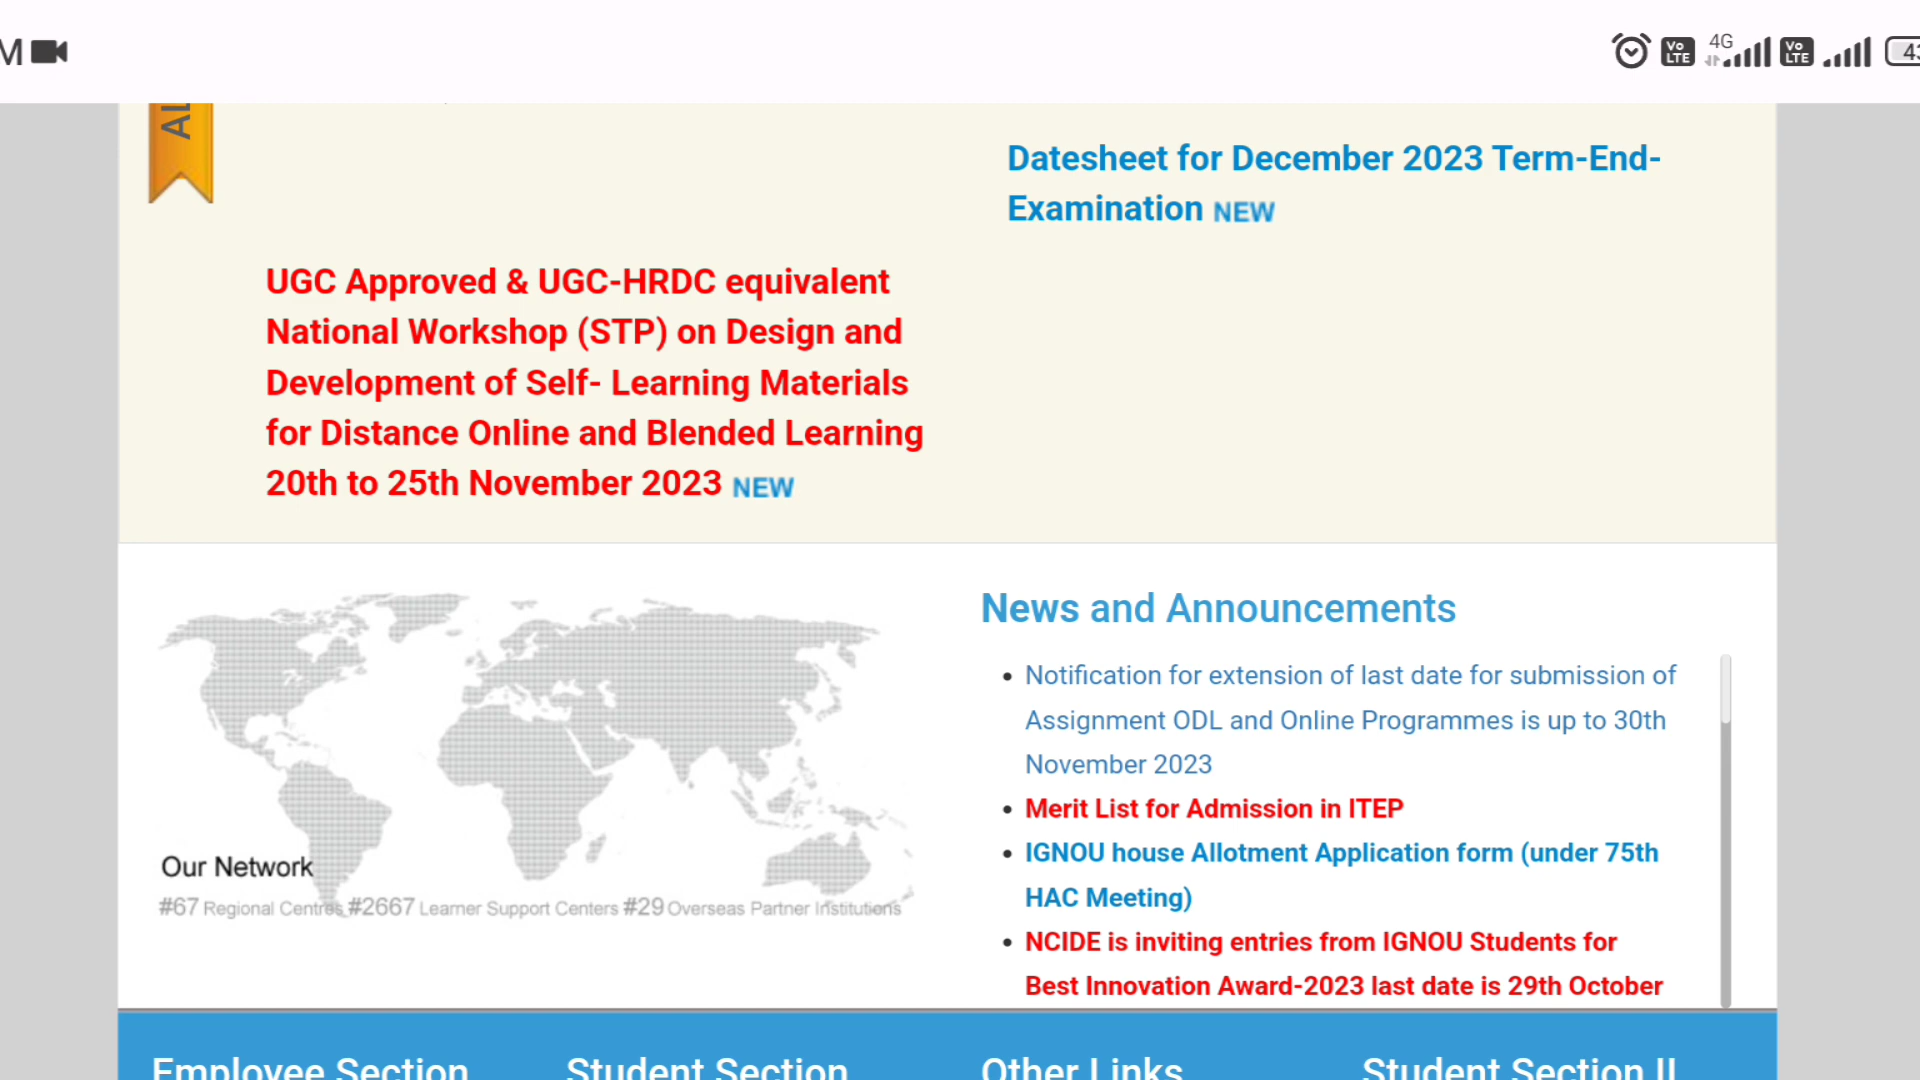 4G
Vo
LTE
Vo
LTE
Datesheet for December 2023 Term-End-
Examination NEW
UGC Approved & UGC-HRDC equivalent
National Workshop (STP) on Design and
Development of Self- Learning Materials
for Distance Online and Blended Learning
20th to 25th November 2023 NEW
Our Network
#67 Regional Centres #2667 Learner Support Centers #29 Overseas Partner Institutions
News and Announcements
Notification for extension of last date for submission of
Assignment ODL and Online Programmes is up to 30th
November 2023
Merit List for Admission in ITEP
IGNOU house Allotment Application form (under 75th
HAC Meeting)
NCIDE is inviting entries from IGNOU Students for
Best Innovation Award-2023 last date is 29th October
Employee Section
Student Section
Other Links
Student Section II